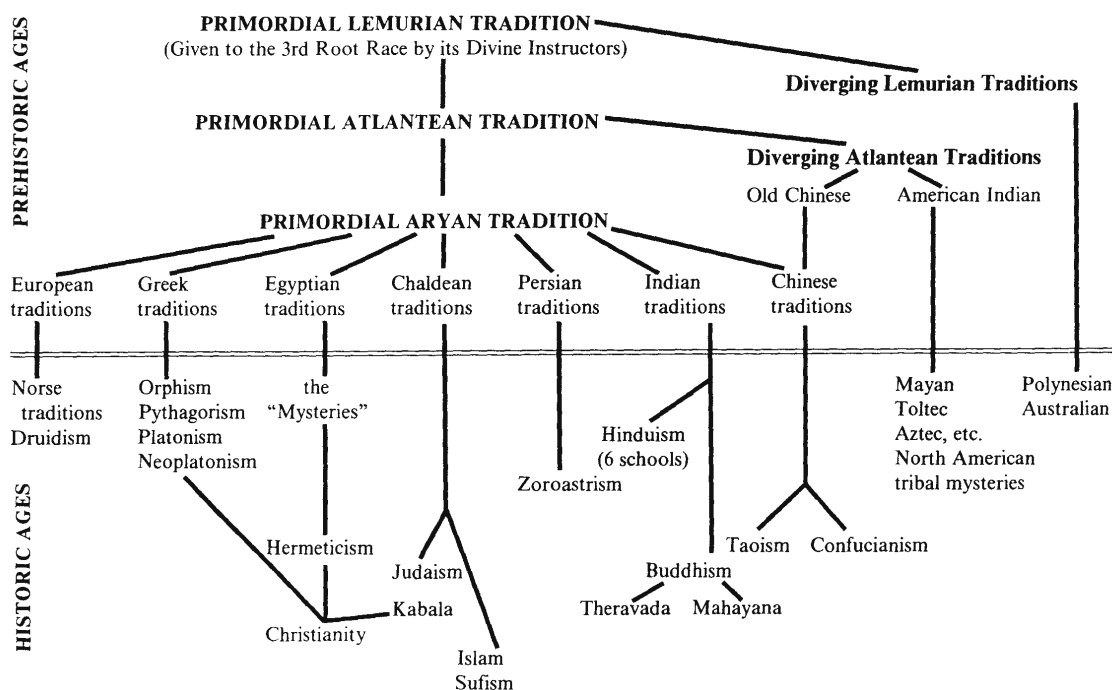 PREHISTORIC AGES
PRIMORDIAL LEMURIAN TRADITION
(Given to the 3rd Root Race by its Divine Instructors)
Diverging Lemurian Traditions
PRIMORDIAL ATLANTEAN TRADITION
Diverging Atlantean Traditions
Old Chinese
American Indian
PRIMORDIAL ARYAN TRADITION
European
traditions
Greek
traditions
Egyptian
traditions
Chaldean
traditions
Persian
traditions
Indian
traditions
Chinese
traditions
HISTORIC AGES
Norse
traditions
Druidism
Orphism
Pythagorism
Platonism
Neoplatonism
the
“Mysteries”
Hermeticism
Christianity
Judaism
Kabala
Islam
Sufism
Zoroastrism
Hinduism
(6 schools)
Buddhism
Theravada
Mahayana
Taoism
Confucianism
Mayan
Toltec
Aztec, etc.
North American
tribal mysteries
Polynesian
Australian